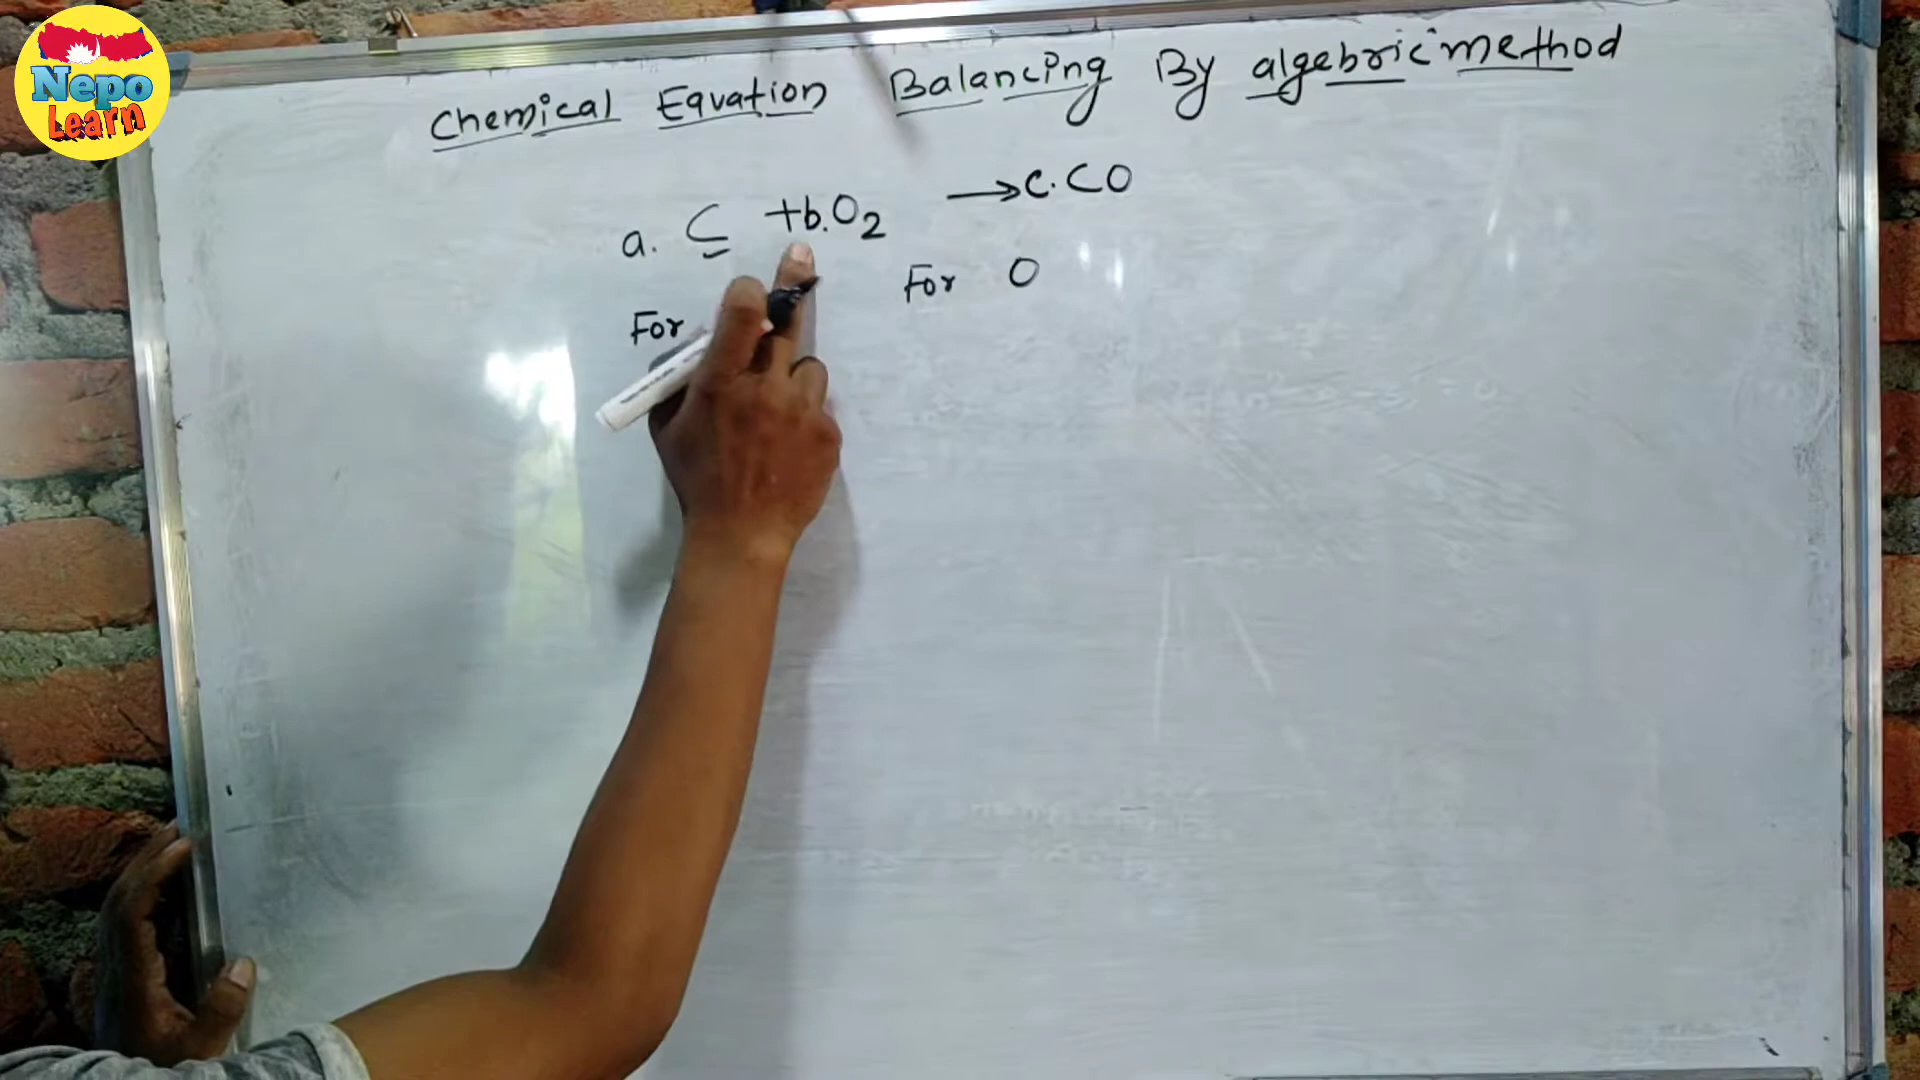 Nepo
Learn
Chemical Equation Balancing By algebric method
a. C +b.O2 → c.CO
For
For O